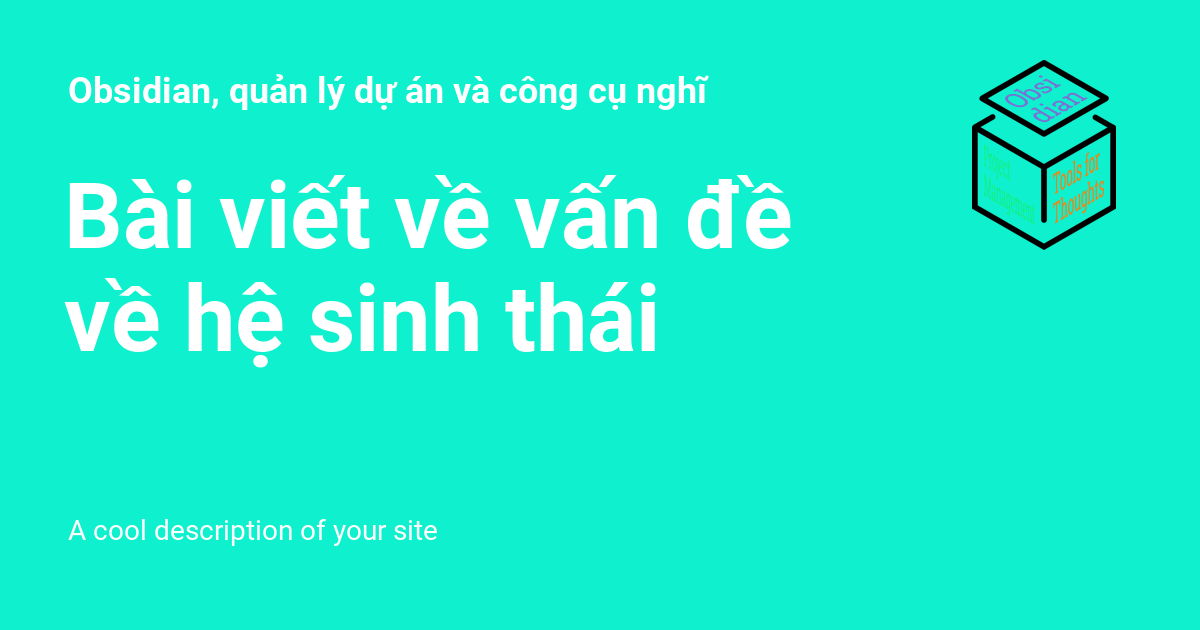 Obsidian, quản lý dự án và công cụ nghĩ
Obsi
dian
Project
Management
Tools for
Thoughts
Bài viết về vấn đề
về hệ sinh thái
A cool description of your site